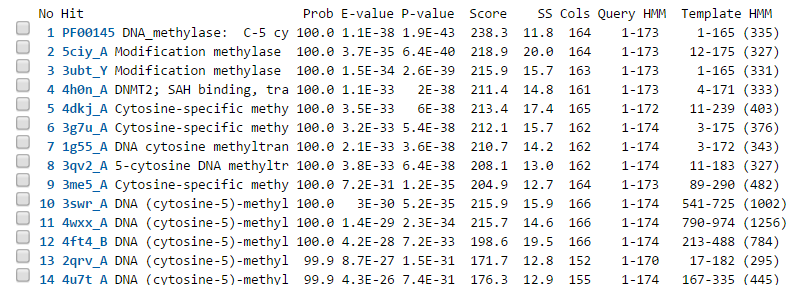 No Hit Prob E-value P-value Score SS Cols Query HMM Template HMM
1 PF00145 DNA_methylase: C-5 cy 100.0 1.1E-38 1.9E-43 238.3 11.8 164 1-173 1-165 (335)
2 5ciy_A Modification methylase 100.0 3.7E-35 6.4E-40 218.9 20.0 164 1-173 12-175 (327)
3 3ubt_Y Modification methylase 100.0 1.5E-34 2.6E-39 215.9 15.7 163 1-173 1-165 (331)
4 4h0n_A DNMT2; SAH binding, tra 100.0 1.1E-33 2E-38 211.4 14.8 161 1-173 4-171 (333)
5 4dkj_A Cytosine-specific methy 100.0 3.5E-33 6E-38 213.4 17.4 165 1-172 11-239 (403)
6 3g7u_A Cytosine-specific methy 100.0 3.2E-33 5.4E-38 212.1 15.7 162 1-174 3-175 (376)
7 1g55_A DNA cytosine methyltran 100.0 2.1E-33 3.6E-38 210.7 14.2 162 1-174 3-172 (343)
8 3qv2_A 5-cytosine DNA methyltr 100.0 3.8E-33 6.4E-38 208.1 13.0 162 1-174 11-183 (327)
9 3me5_A Cytosine-specific methy 100.0 7.2E-31 1.2E-35 204.9 12.7 164 1-173 89-290 (482)
10 3swr_A DNA (cytosine-5)-methyl 100.0 3E-30 5.2E-35 215.9 15.9 166 1-174 541-725 (1002)
11 4wxx_A DNA (cytosine-5)-methyl 100.0 1.4E-29 2.3E-34 215.7 14.6 166 1-174 790-974 (1256)
12 4ft4_B DNA (cytosine-5)-methyl 100.0 4.2E-28 7.2E-33 198.6 19.5 166 1-174 213-488 (784)
13 2qrv_A DNA (cytosine-5)-methyl 99.9 8.7E-27 1.5E-31 171.7 12.8 152 1-170 17-182 (295)
14 4u7t_A DNA (cytosine-5)-methyl 99.9 4.3E-26 7.4E-31 176.3 12.9 155 1-174 167-335 (445)